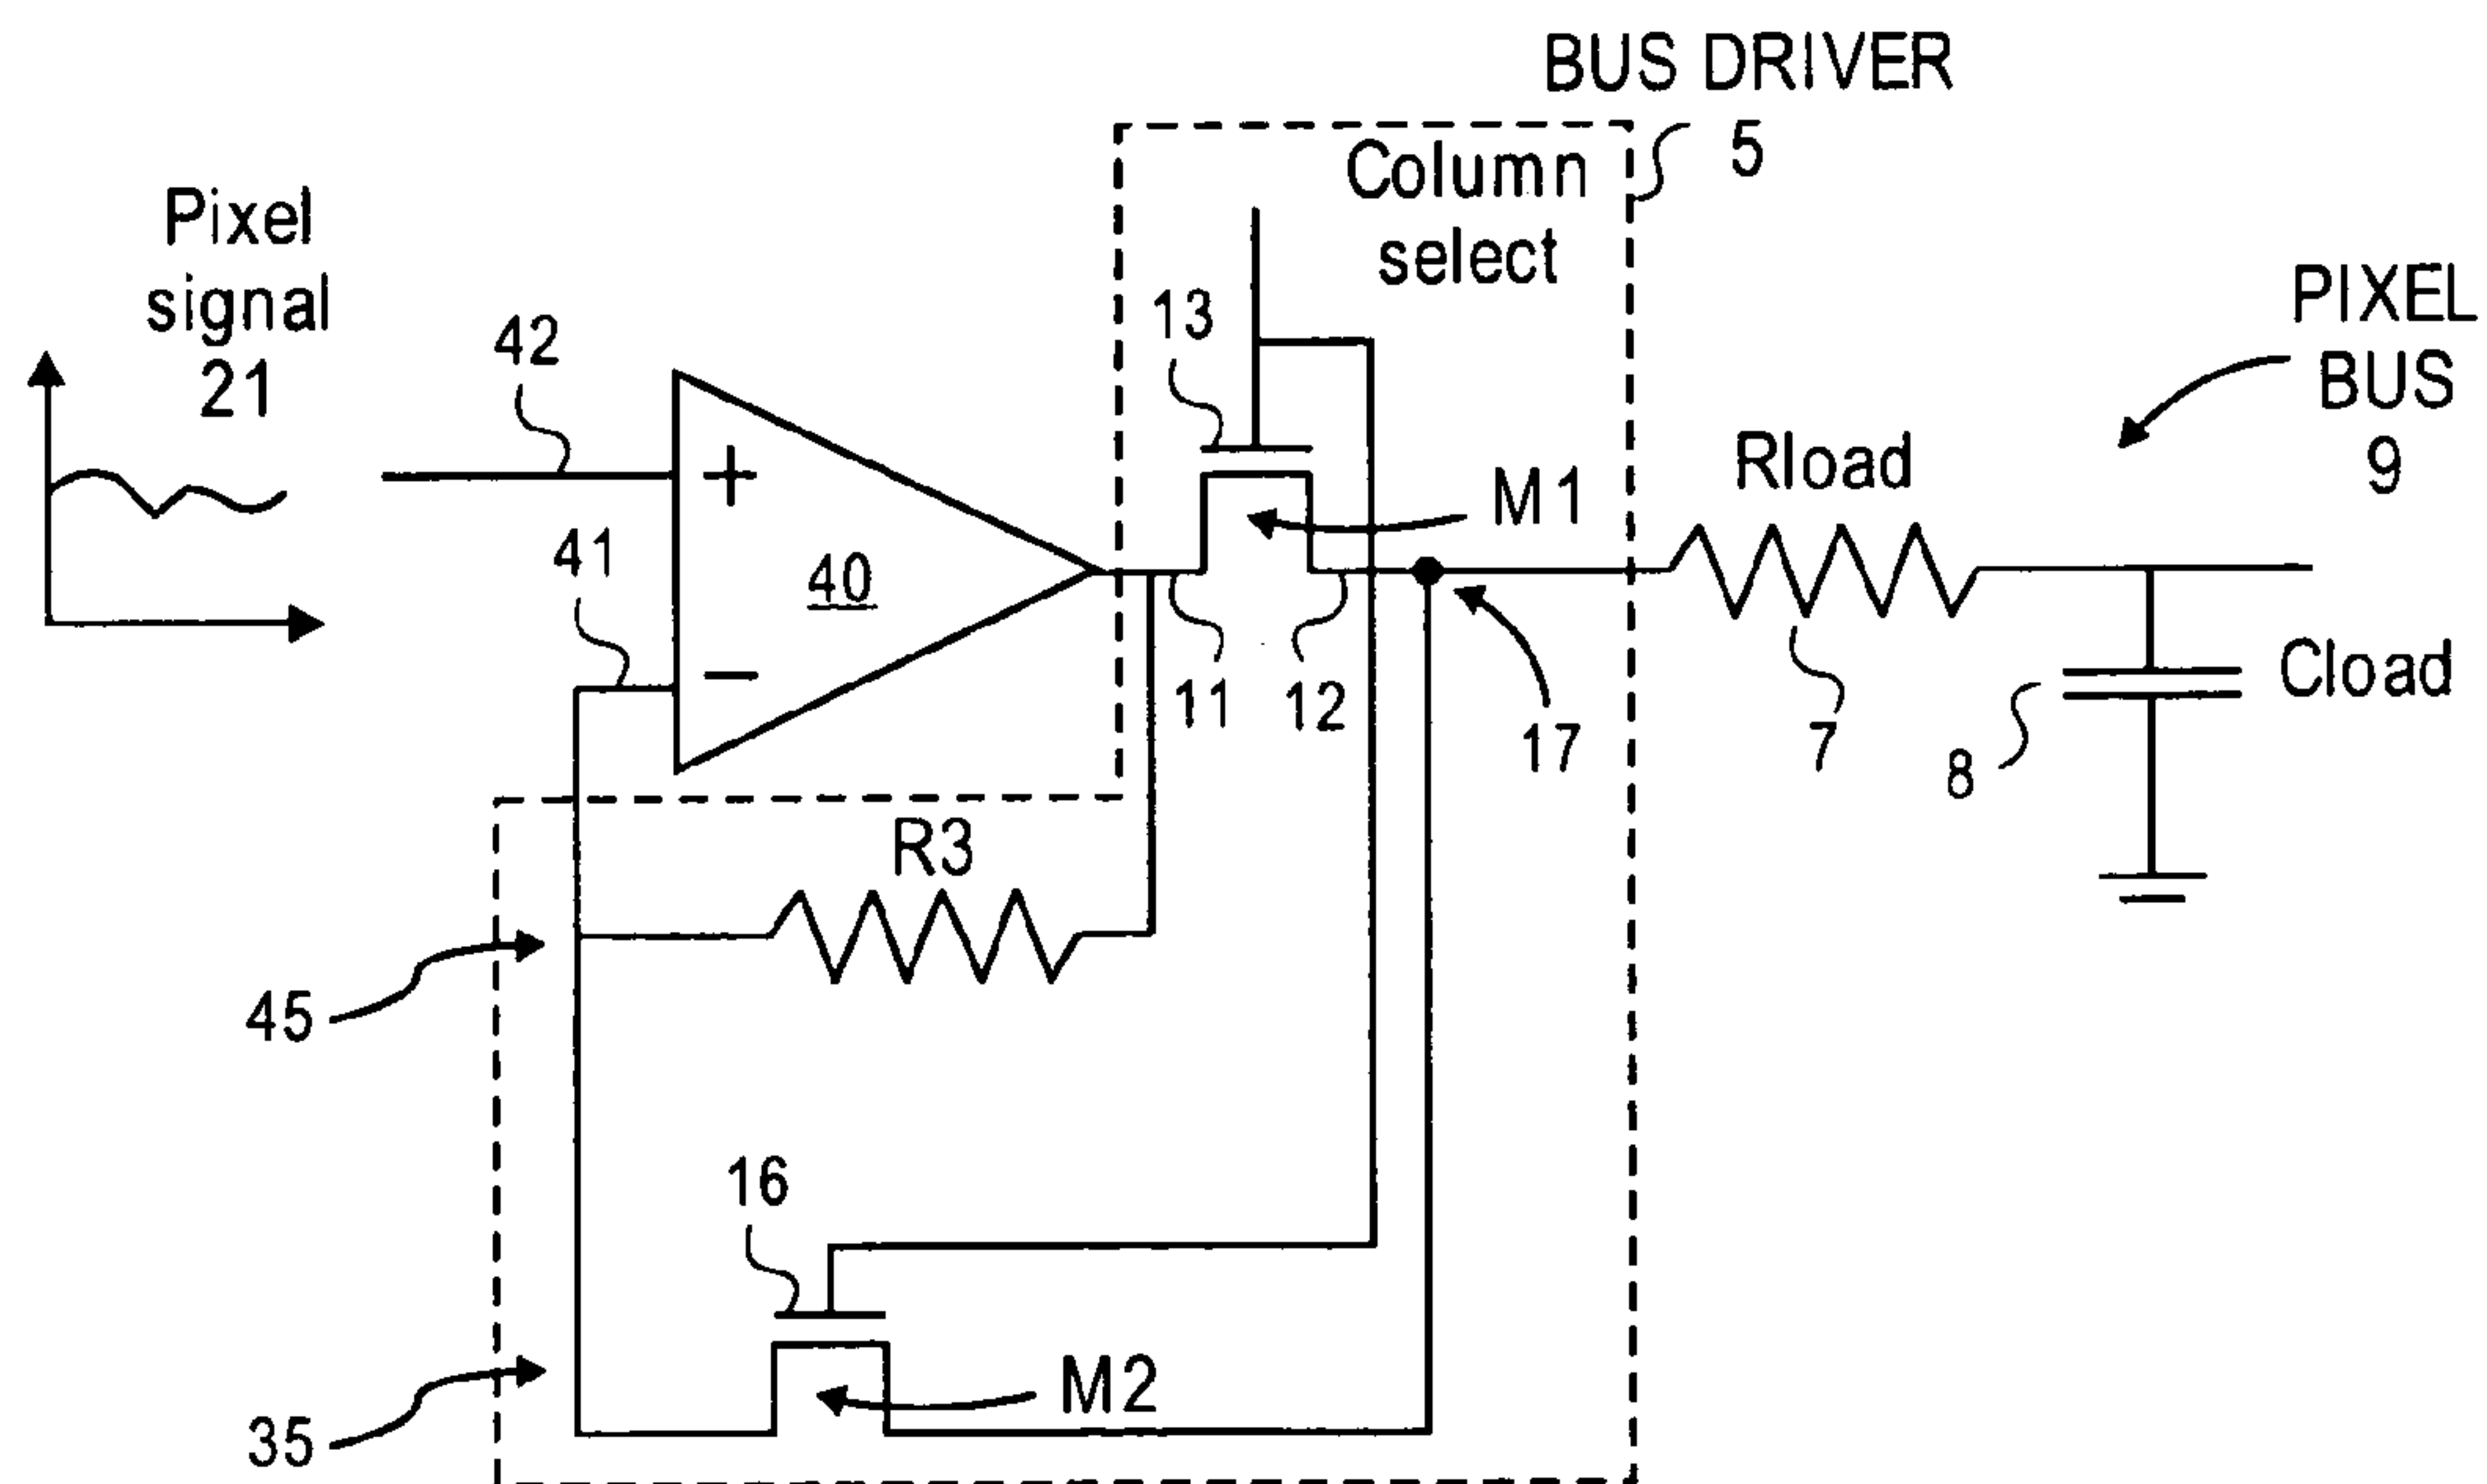 BUS DRIVER
5
Column
select
Pixel
signal
21
PIXEL
BUS
9
13
42
Rload
M1
41
+
40
−
11
12
17
7
Cload
8
R3
45
16
M2
35